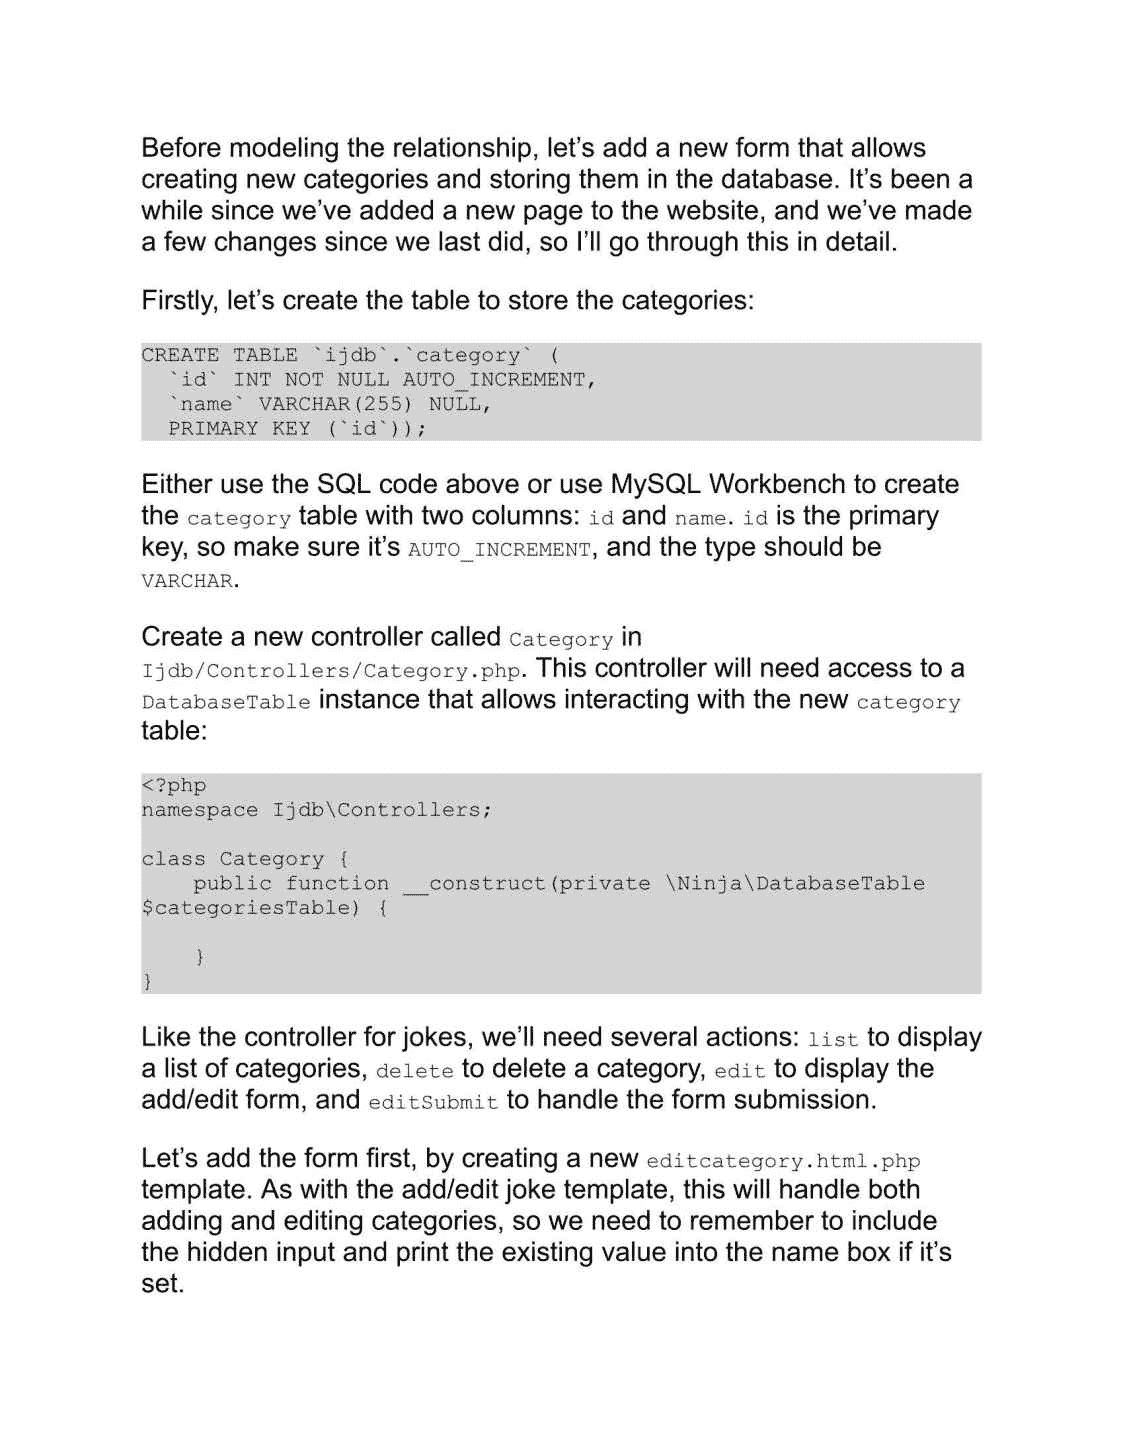 Before modeling the relationship, let’s add a new form that allows
creating new categories and storing them in the database. It’s been a
while since we’ve added a new page to the website, and we’ve made
a few changes since we last did, so I’ll go through this in detail.
Firstly, let’s create the table to store the categories:
CREATE TABLE `ijdb`.`category` (
  `id` INT NOT NULL AUTO_INCREMENT,
  `name` VARCHAR(255) NULL,
  PRIMARY KEY (`id`));
Either use the SQL code above or use MySQL Workbench to create
the category table with two columns: id and name. id is the primary
key, so make sure it’s AUTO_INCREMENT, and the type should be
VARCHAR.
Create a new controller called Category in
Ijdb/Controllers/Category.php. This controller will need access to a
DatabaseTable instance that allows interacting with the new category
table:
<?php
namespace Ijdb\Controllers;
class Category {
    public function __construct(private \Ninja\DatabaseTable
$categoriesTable) {
    }
}
Like the controller for jokes, we’ll need several actions: list to display
a list of categories, delete to delete a category, edit to display the
add/edit form, and editSubmit to handle the form submission.
Let’s add the form first, by creating a new editcategory.html.php
template. As with the add/edit joke template, this will handle both
adding and editing categories, so we need to remember to include
the hidden input and print the existing value into the name box if it’s
set.